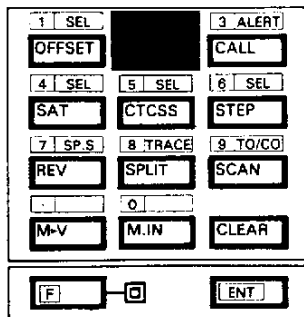 1 SEL 3 ALERT
OFFSET CALL
4 SEL 5 SEL 6 SEL
SAT CTCSS STEP
7 SP.S 8 TRACE 9 TO/CO
REV SPLIT SCAN
. 0
M▸V M.IN CLEAR
F ENT